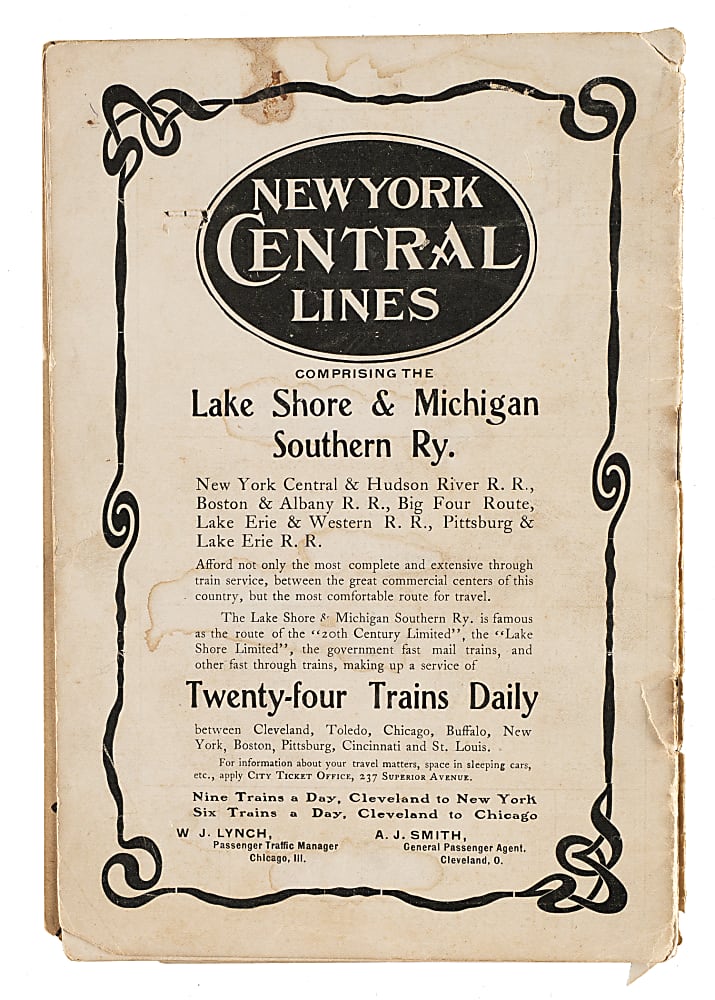 NEW YORK
CENTRAL
LINES
COMPRISING THE
Lake Shore & Michigan
Southern Ry.
New York Central & Hudson River R. R.,
Boston & Albany R. R., Big Four Route,
Lake Erie & Western R. R., Pittsburg &
Lake Erie R. R.
Afford not only the most complete and extensive through
train service, between the great commercial centers of this
country, but the most comfortable route for travel.
The Lake Shore & Michigan Southern Ry. is famous
as the route of the "20th Century Limited", the "Lake
Shore Limited", the government fast mail trains, and
other fast through trains, making up a service of
Twenty-four Trains Daily
between Cleveland, Toledo, Chicago, Buffalo, New
York, Boston, Pittsburg, Cincinnati and St. Louis.
For information about your travel matters, space in sleeping cars,
etc., apply CITY TICKET OFFICE, 237 SUPERIOR AVENUE.
Nine Trains a Day, Cleveland to New York
Six Trains a Day, Cleveland to Chicago
W J. LYNCH,
Passenger Traffic Manager
Chicago, Ill.
A. J. SMITH,
General Passenger Agent.
Cleveland, O.